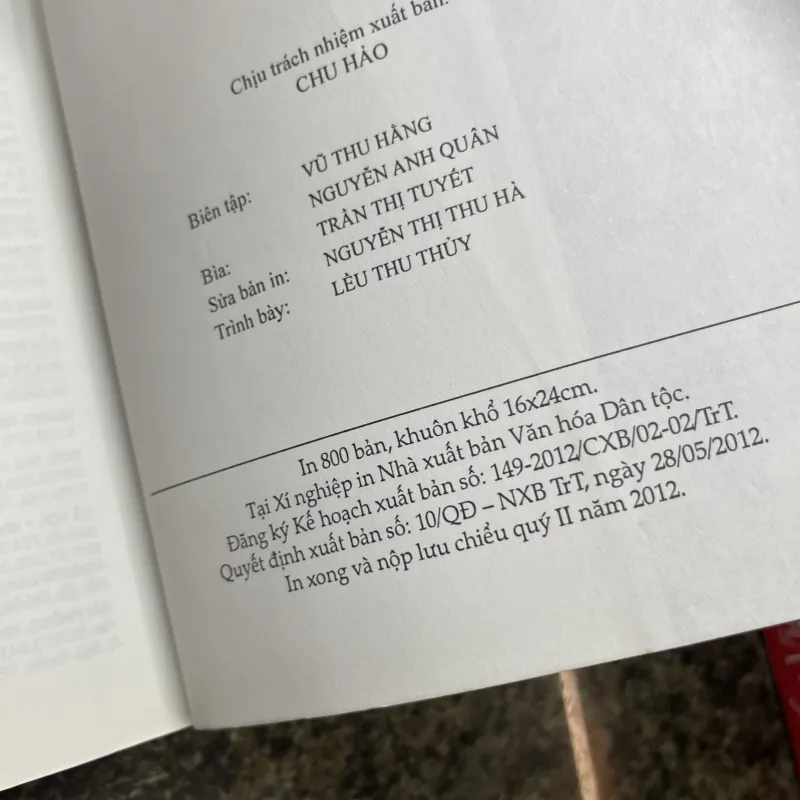 Chịu trách nhiệm xuất bản:
CHU HẢO
Biên tập: VŨ THU HẰNG
NGUYỄN ANH QUÂN
Bìa: TRẦN THỊ TUYẾT
Sửa bản in: NGUYỄN THỊ THU HÀ
Trình bày: LÈU THU THỦY
In 800 bản, khuôn khổ 16x24cm.
Tại Xí nghiệp in Nhà xuất bản Văn hóa Dân tộc.
Đăng ký Kế hoạch xuất bản số: 149-2012/CXB/02-02/TrT.
Quyết định xuất bản số: 10/QĐ – NXB TrT, ngày 28/05/2012.
In xong và nộp lưu chiểu quý II năm 2012.